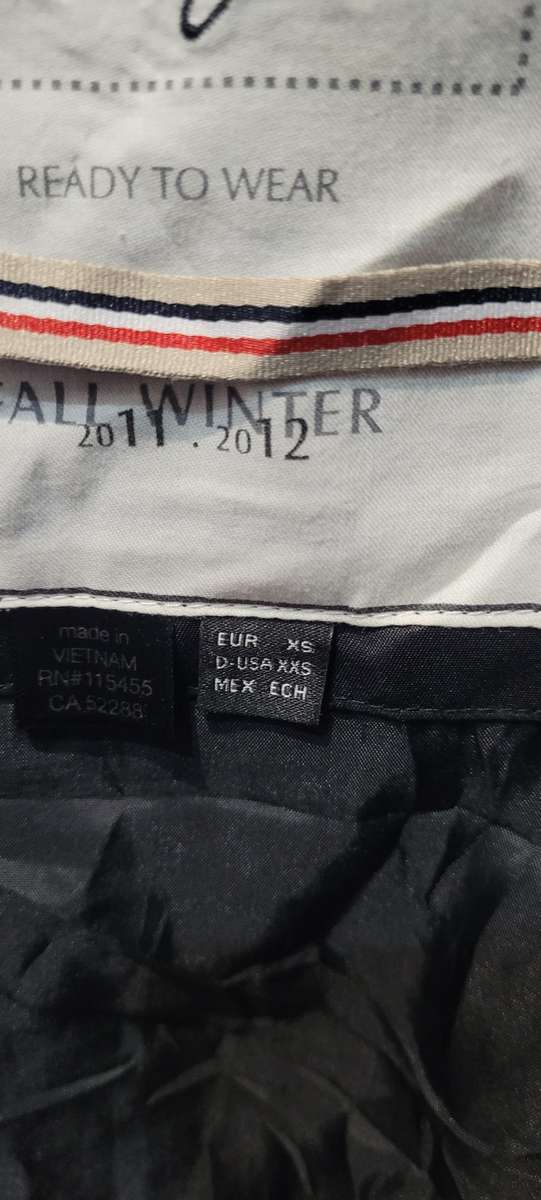 READY TO WEAR
FALL WINTER
2011 . 2012
made in
VIETNAM
RN#115455
CA 52288
EUR XS
D-USA XXS
MEX ECH